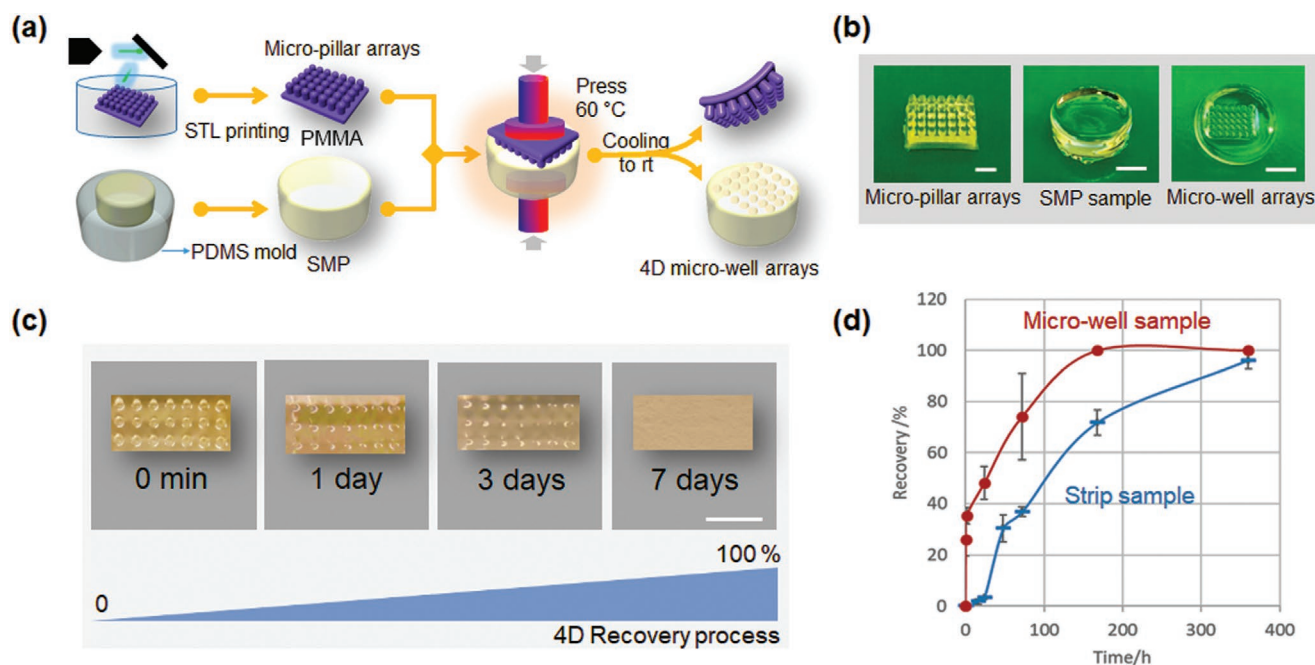 (a)
Micro-pillar arrays
STL printing
PMMA
PDMS mold
SMP
Press
60 °C
Cooling
to rt
4D micro-well arrays
(b)
Micro-pillar arrays
SMP sample
Micro-well arrays
(c)
0 min
1 day
3 days
7 days
0
100 %
4D Recovery process
(d)
Recovery /%
120
100
80
60
40
20
0
Micro-well sample
Strip sample
0
100
200
300
400
Time/h